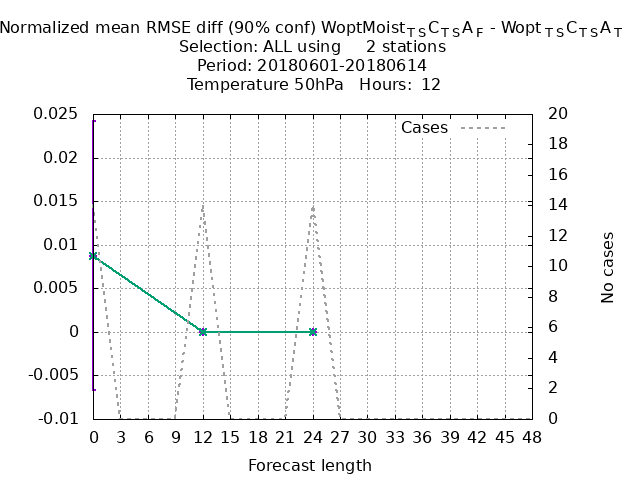 Normalized mean RMSE diff (90% conf) WoptMoist_TSC_TSA_F - Wopt_TSC_TSA_T
Selection: ALL using 2 stations
Period: 20180601-20180614
Temperature 50hPa Hours: 12
Cases
0.025
0.02
0.015
0.01
0.005
0
-0.005
-0.01
20
18
16
14
12
10
8
6
4
2
0
No cases
0 3 6 9 12 15 18 21 24 27 30 33 36 39 42 45 48
Forecast length